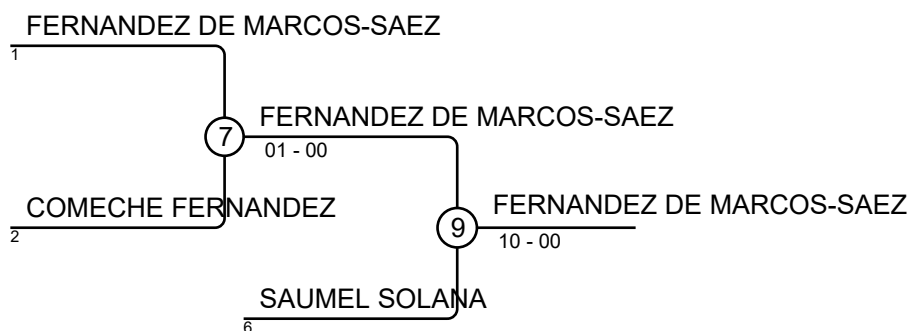 FERNANDEZ DE MARCOS-SAEZ
1
FERNANDEZ DE MARCOS-SAEZ
7
01 - 00
COMECHE FERNANDEZ
2
FERNANDEZ DE MARCOS-SAEZ
9
10 - 00
SAUMEL SOLANA
6